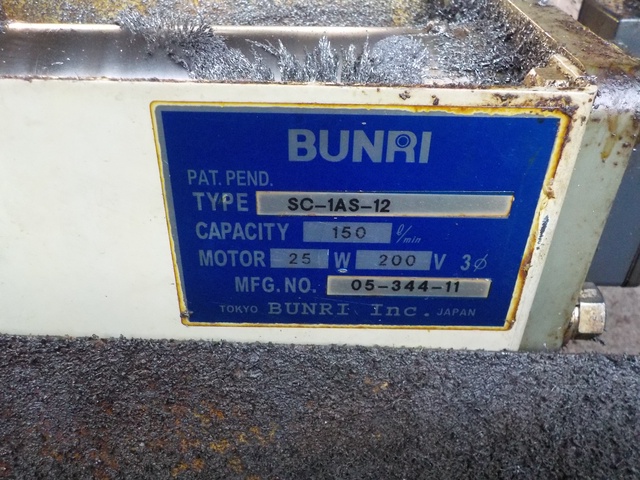 BUNRI
PAT. PEND.
TYPE SC-1AS-12
CAPACITY 150 ℓ/min
MOTOR 25 W 200 V 3ϕ
MFG. NO. 05-344-11
TOKYO BUNRI Inc. JAPAN